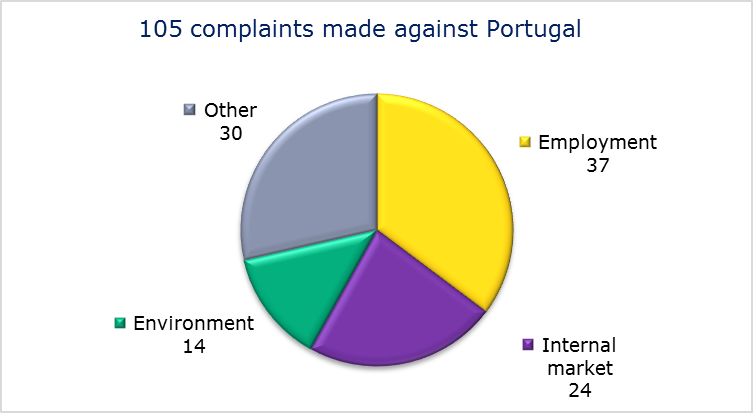 105 complaints made against Portugal
Other
30
Employment
37
Environment
14
Internal
market
24